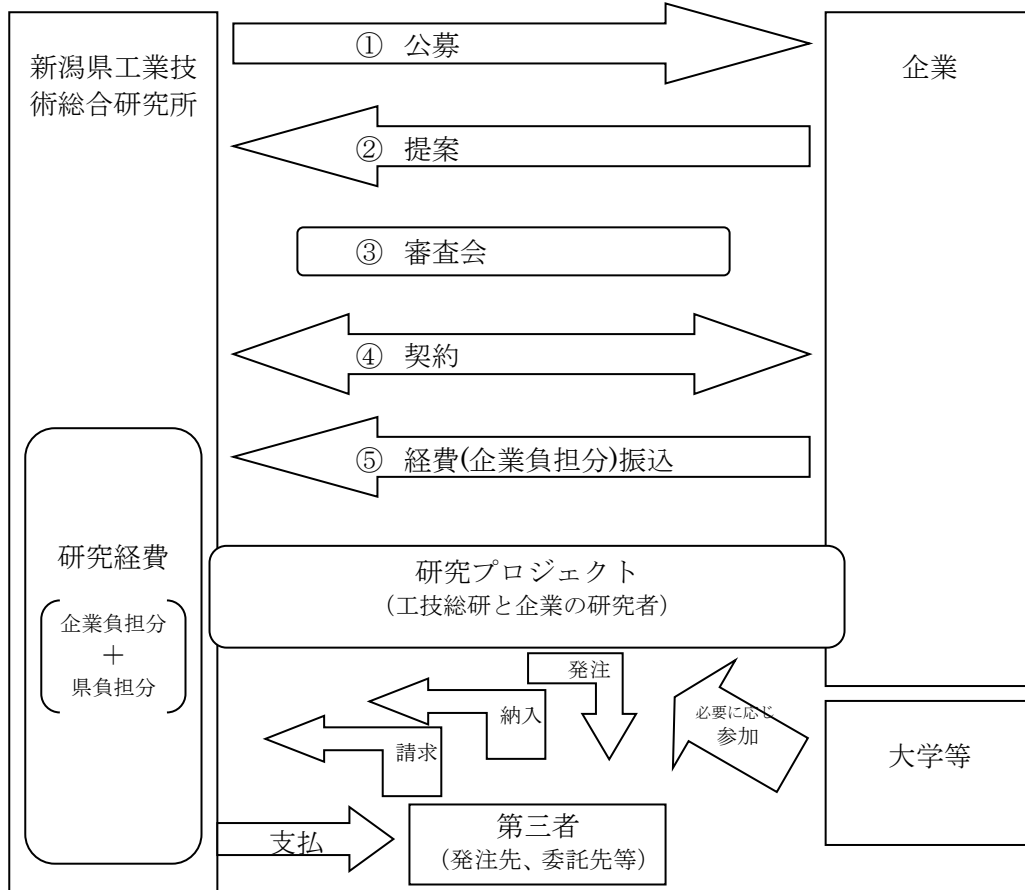 ① 公募
新潟県工業技
術総合研究所
企業
② 提案
③ 審査会
④ 契約
⑤ 経費(企業負担分)振込
研究経費
企業負担分
＋
県負担分
研究プロジェクト
（工技総研と企業の研究者）
発注
納入
請求
必要に応じ
参加
大学等
支払
第三者
（発注先、委託先等）